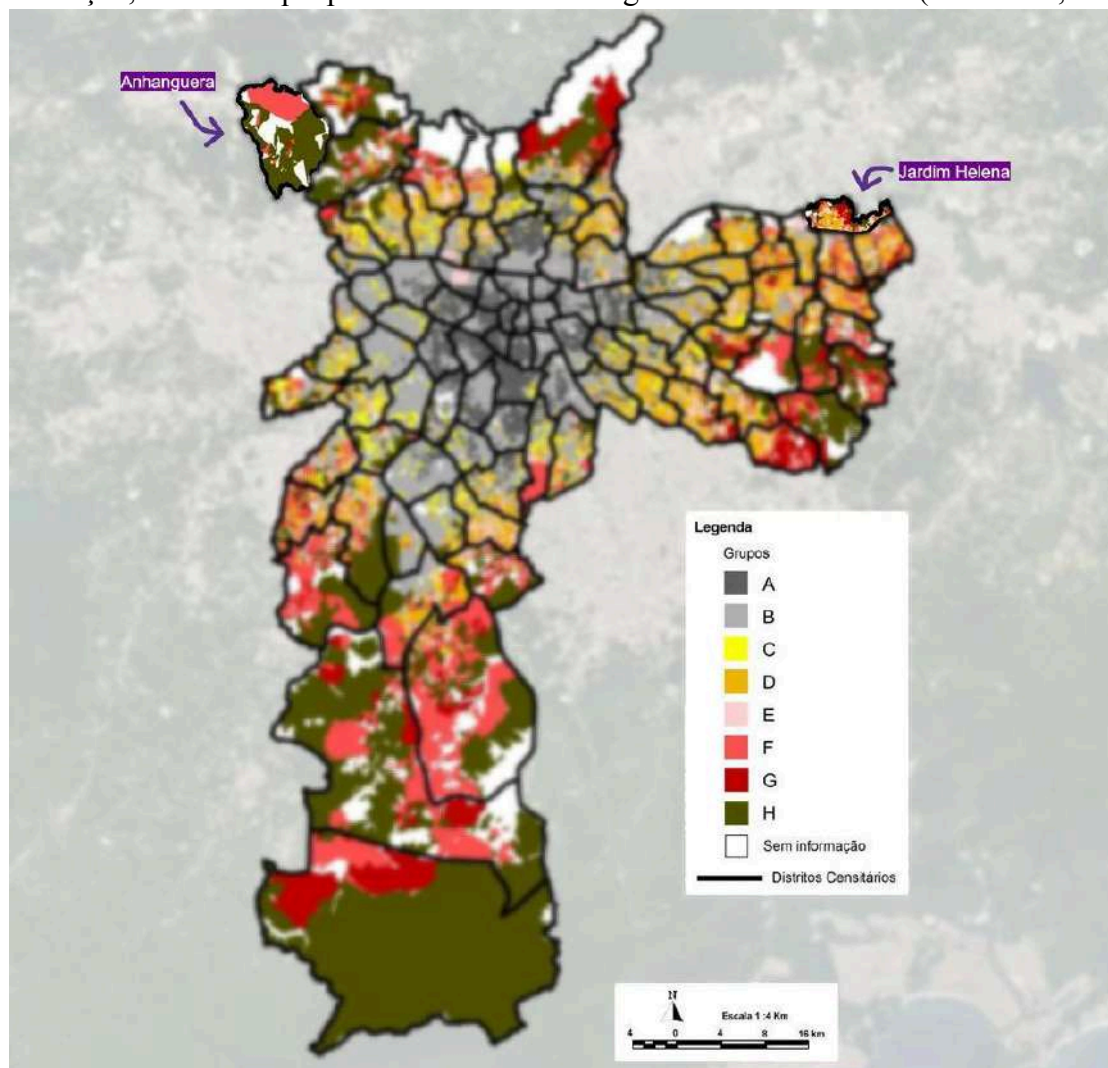 Anhanguera
Jardim Helena
Legenda
Grupos
A
B
C
D
E
F
G
H
Sem informação
Distritos Censitários
N
Escala 1 :4 Km
4 0 4 8 16 km